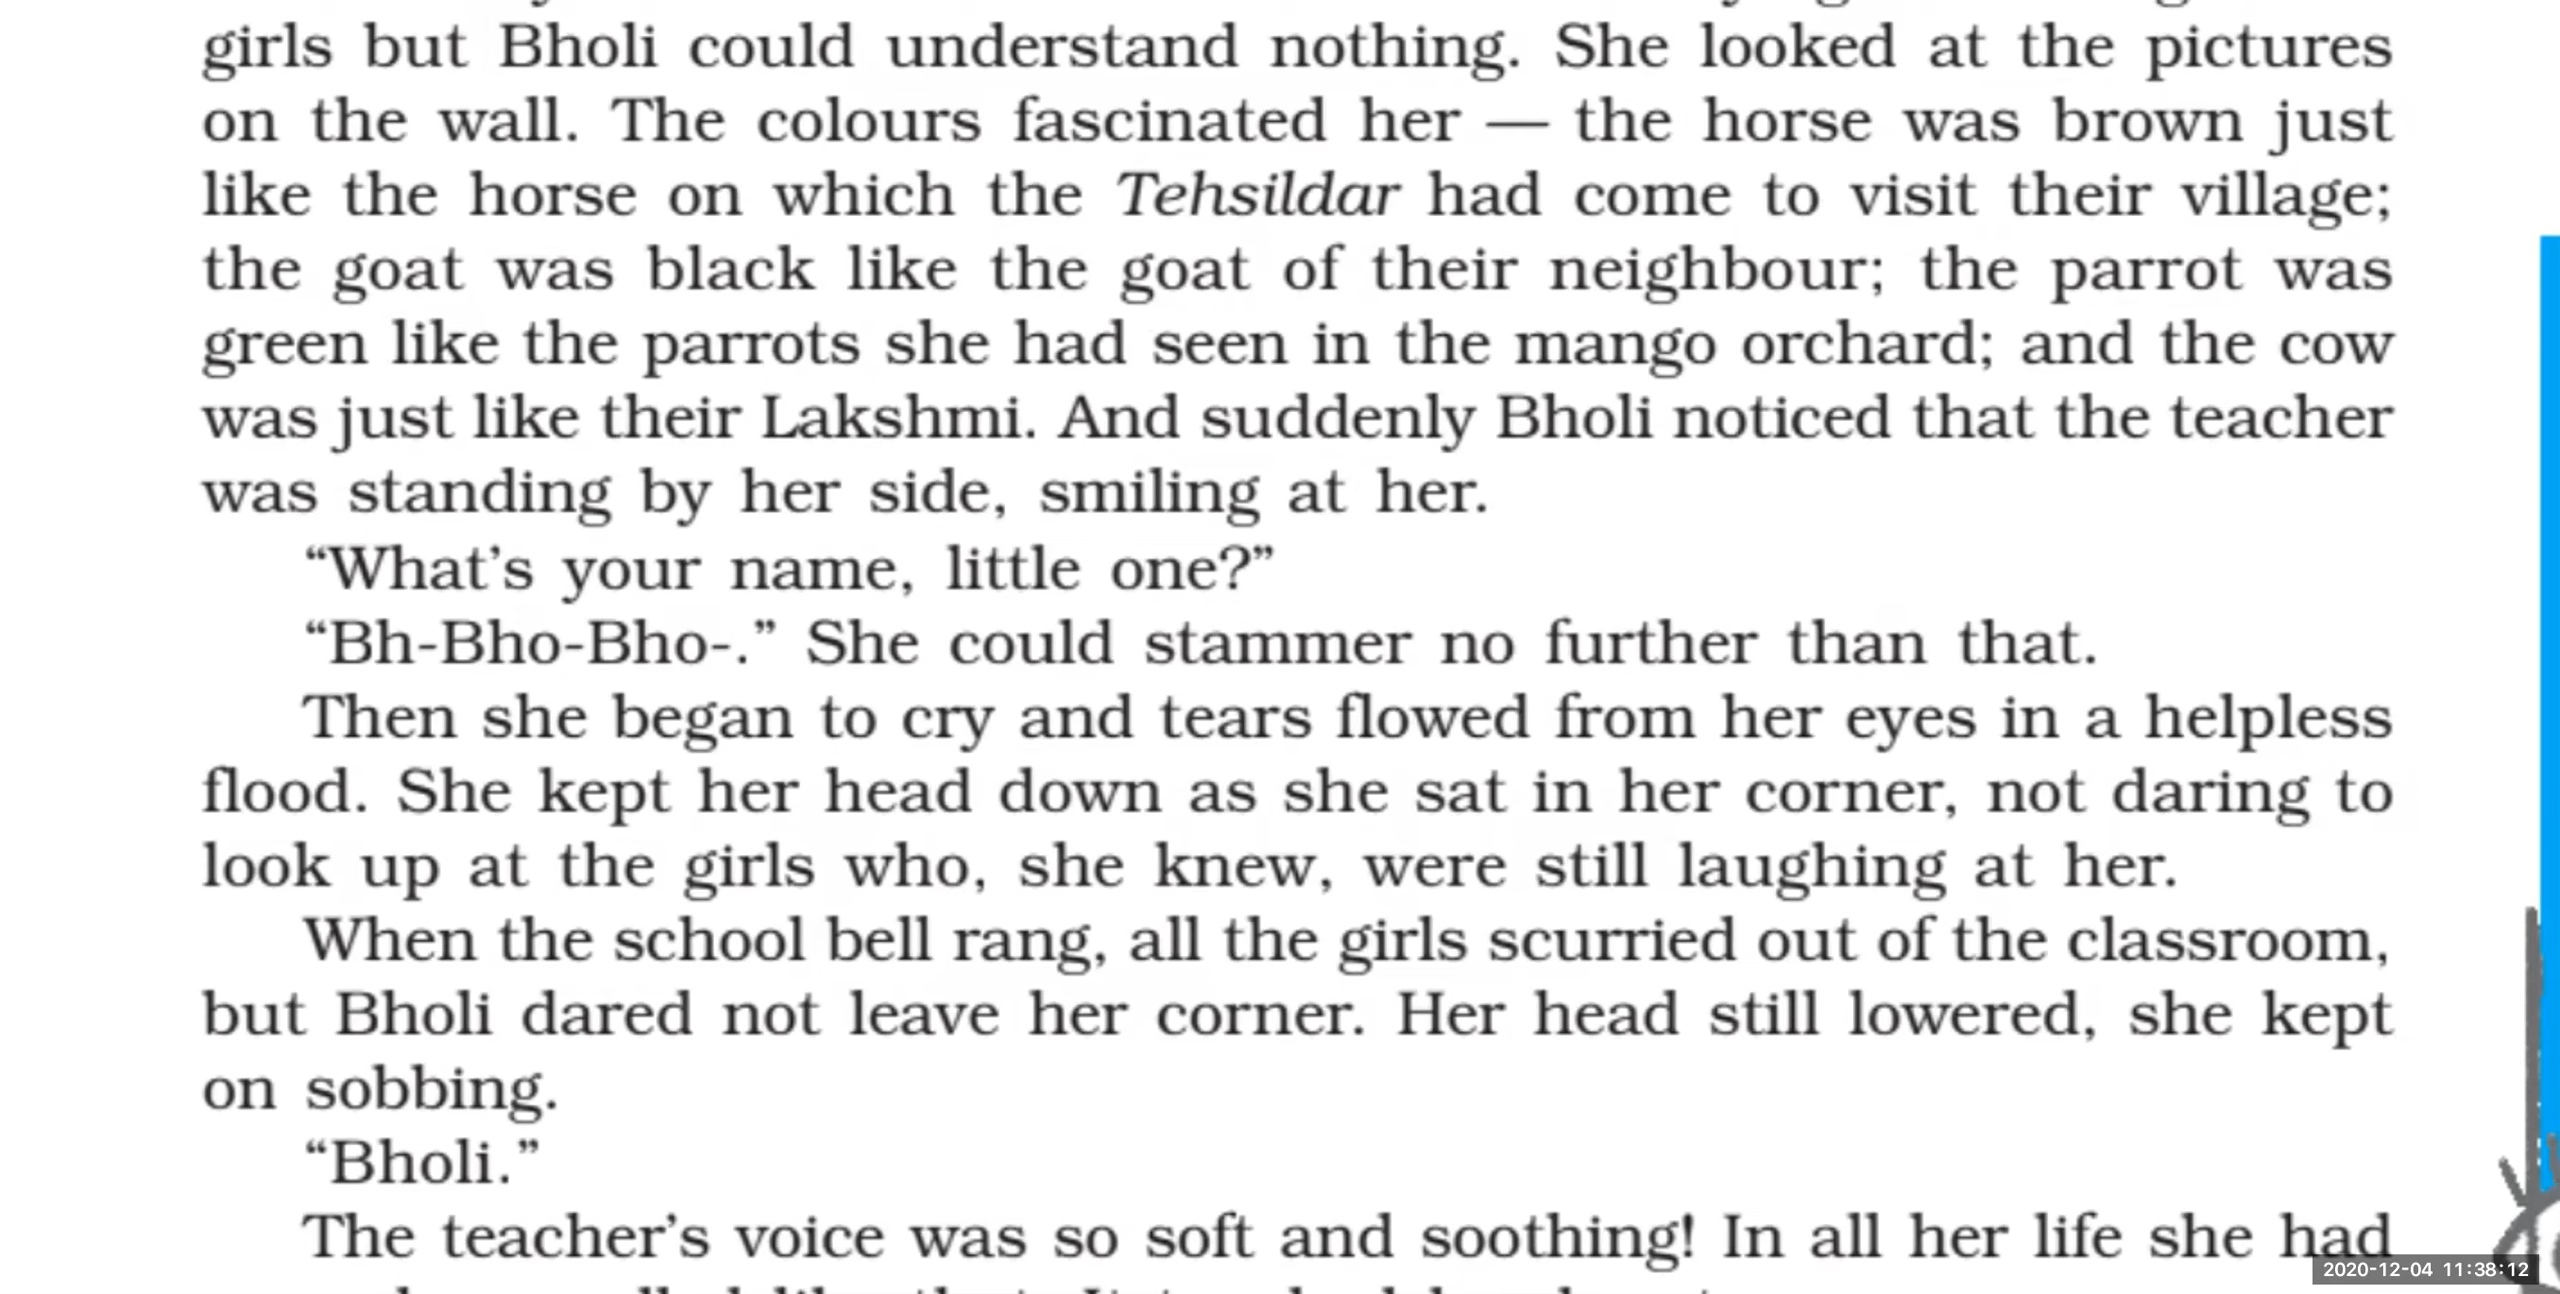 girls but Bholi could understand nothing. She looked at the pictures
on the wall. The colours fascinated her — the horse was brown just
like the horse on which the Tehsildar had come to visit their village;
the goat was black like the goat of their neighbour; the parrot was
green like the parrots she had seen in the mango orchard; and the cow
was just like their Lakshmi. And suddenly Bholi noticed that the teacher
was standing by her side, smiling at her.
“What’s your name, little one?”
“Bh-Bho-Bho-.” She could stammer no further than that.
Then she began to cry and tears flowed from her eyes in a helpless
flood. She kept her head down as she sat in her corner, not daring to
look up at the girls who, she knew, were still laughing at her.
When the school bell rang, all the girls scurried out of the classroom,
but Bholi dared not leave her corner. Her head still lowered, she kept
on sobbing.
“Bholi.”
The teacher’s voice was so soft and soothing! In all her life she had
2020-12-04 11:38:12